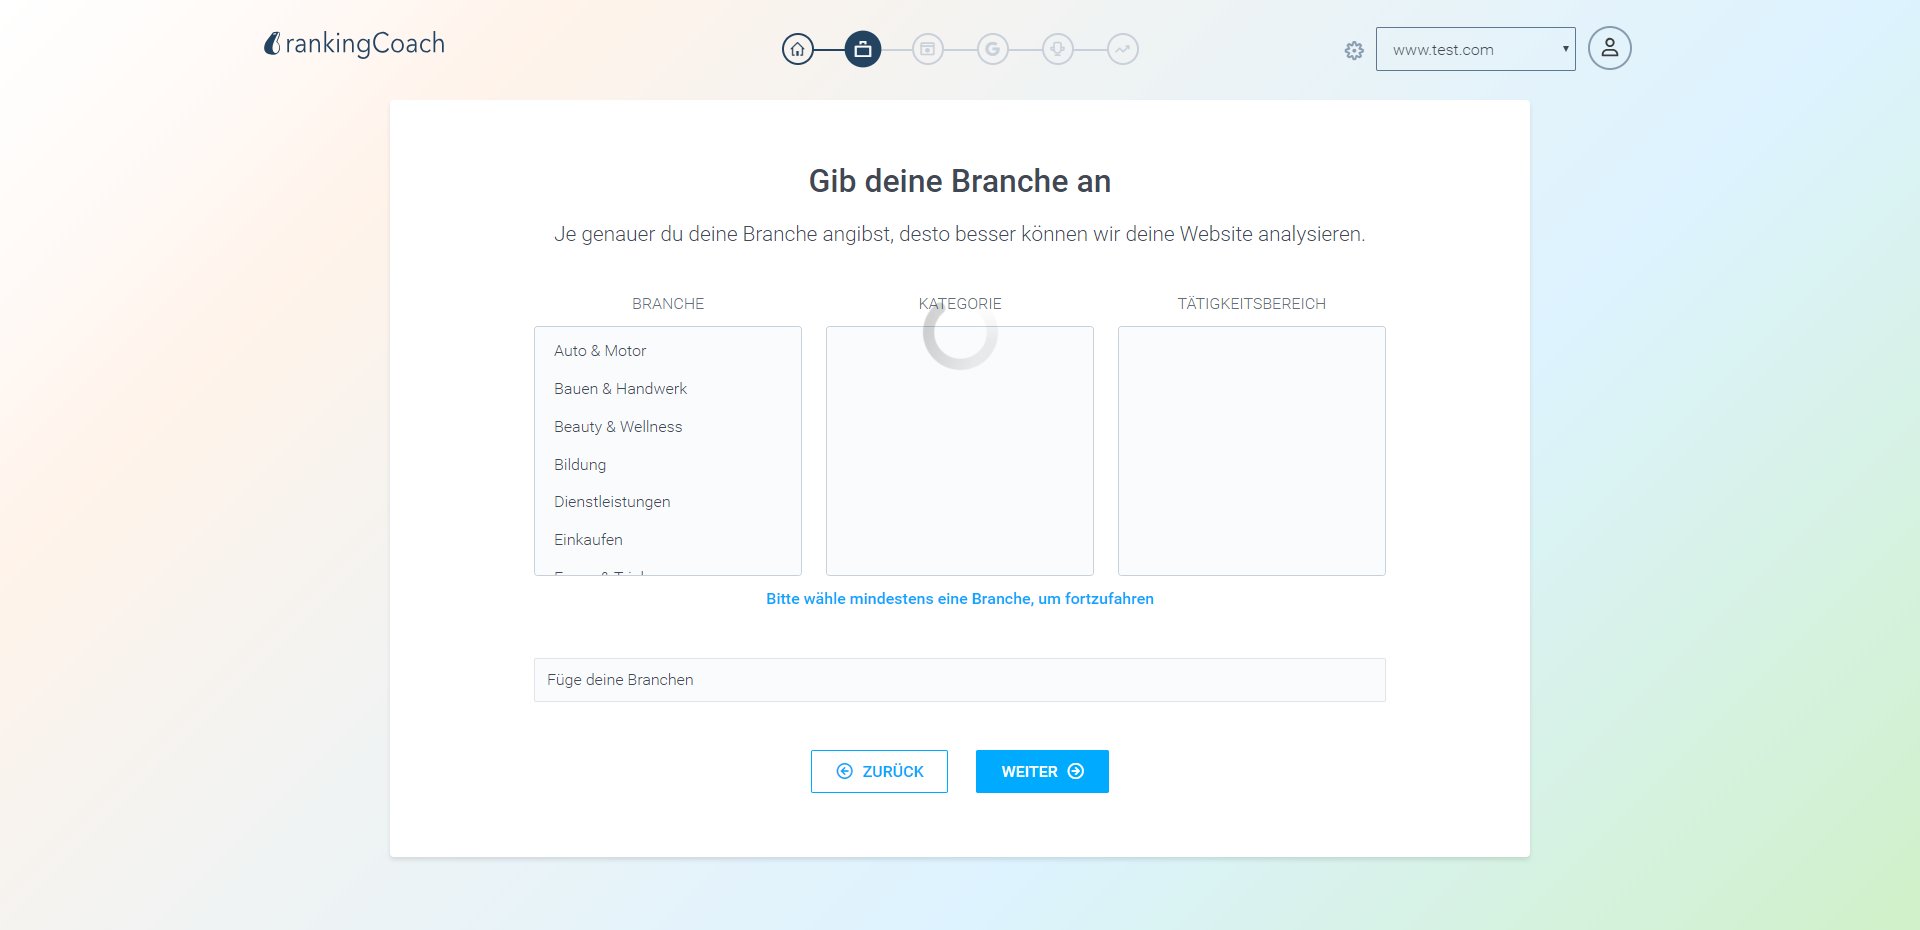 rankingCoach
www.test.com
Gib deine Branche an
Je genauer du deine Branche angibst, desto besser können wir deine Website analysieren.
BRANCHE
KATEGORIE
TÄTIGKEITSBEREICH
Auto & Motor
Bauen & Handwerk
Beauty & Wellness
Bildung
Dienstleistungen
Einkaufen
Bitte wähle mindestens eine Branche, um fortzufahren
Füge deine Branchen
ZURÜCK
WEITER